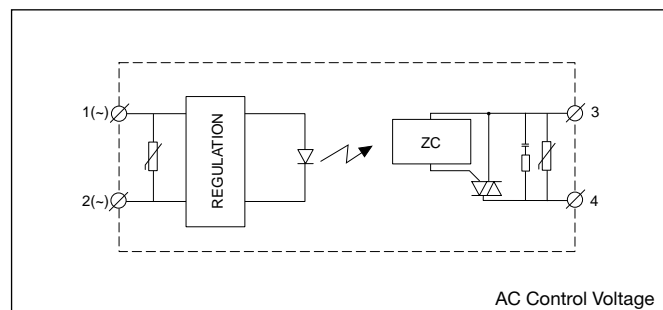 1(~)
3
REGULATION
ZC
2(~)
4
AC Control Voltage